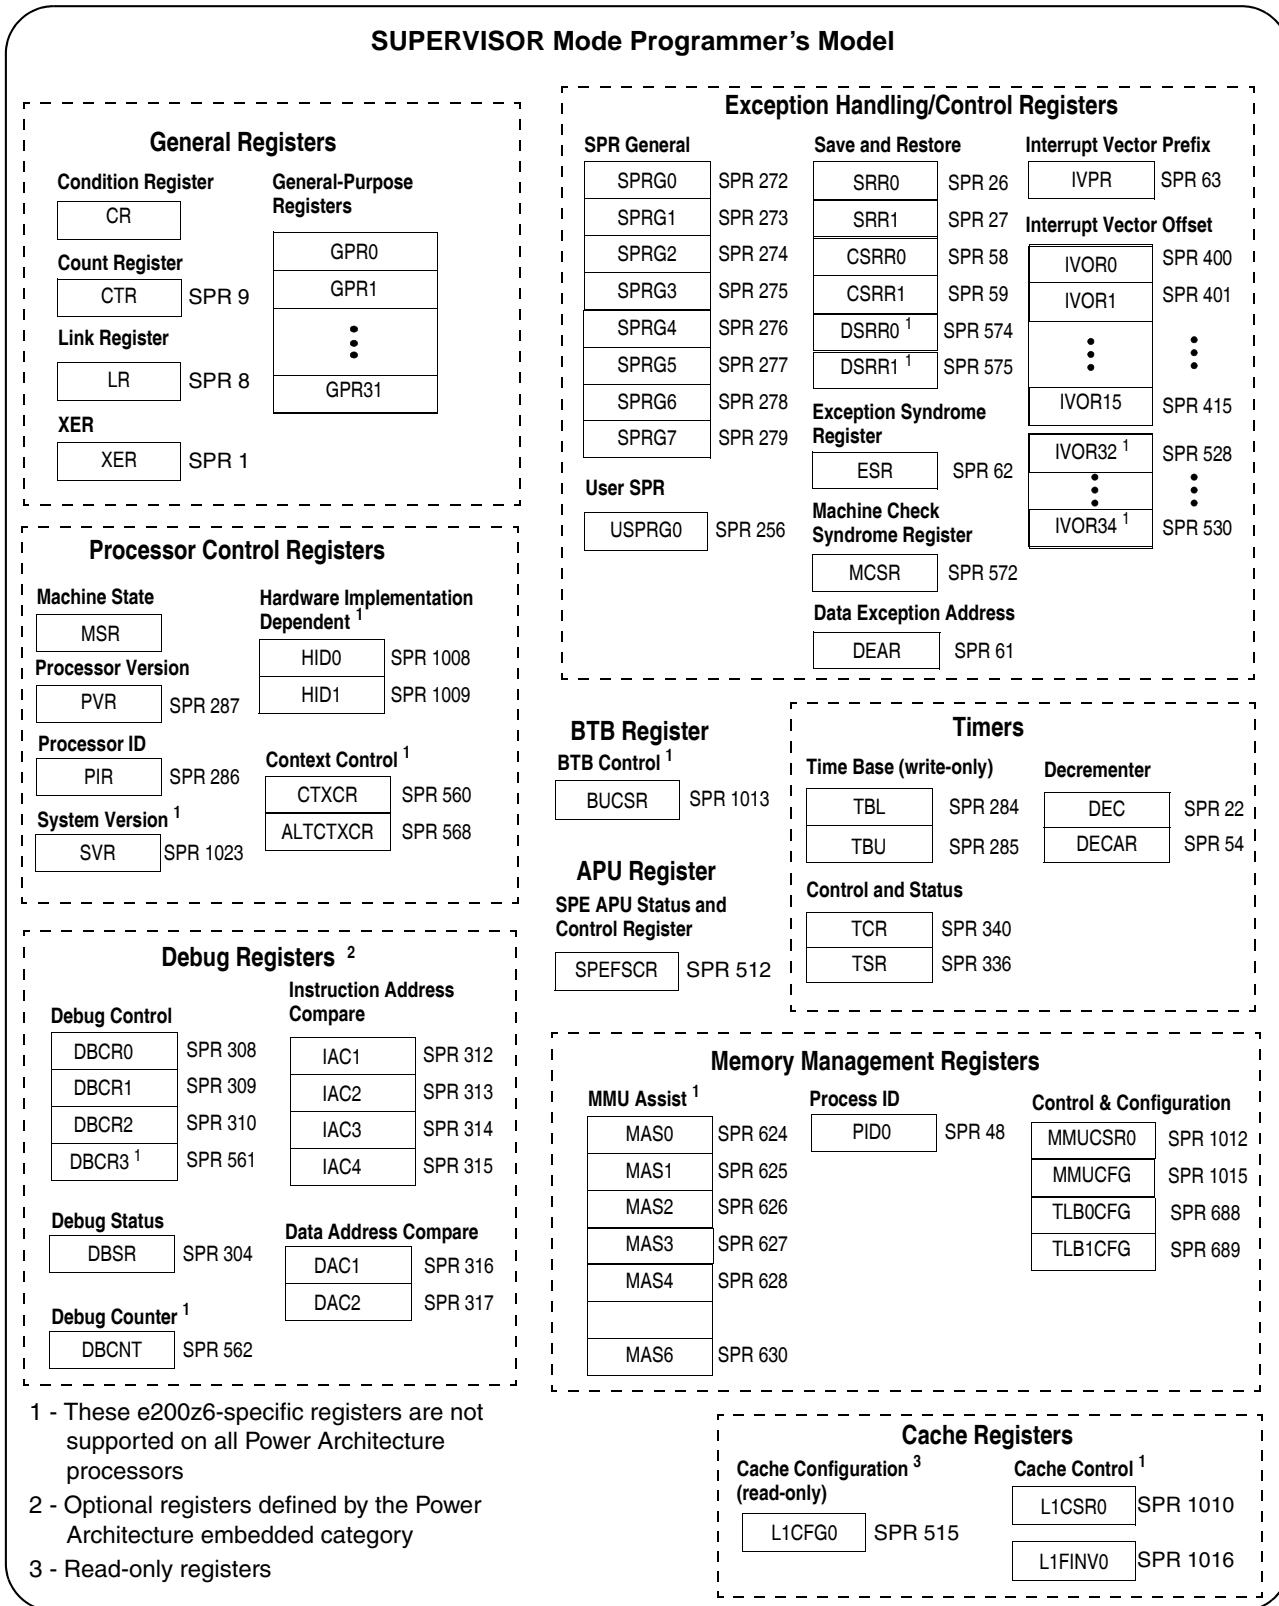 SUPERVISOR Mode Programmer's Model
General Registers
Condition Register
CR
Count Register
CTR SPR 9
Link Register
LR SPR 8
XER
XER SPR 1
General-Purpose
Registers
GPR0
GPR1
GPR31
Exception Handling/Control Registers
SPR General
SPRG0 SPR 272
SPRG1 SPR 273
SPRG2 SPR 274
SPRG3 SPR 275
SPRG4 SPR 276
SPRG5 SPR 277
SPRG6 SPR 278
SPRG7 SPR 279
User SPR
USPRG0 SPR 256
Save and Restore
SRR0 SPR 26
SRR1 SPR 27
CSRR0 SPR 58
CSRR1 SPR 59
DSRR0 1 SPR 574
DSRR1 1 SPR 575
Exception Syndrome
Register
ESR SPR 62
Machine Check
Syndrome Register
MCSR SPR 572
Data Exception Address
DEAR SPR 61
Interrupt Vector Prefix
IVPR SPR 63
Interrupt Vector Offset
IVOR0 SPR 400
IVOR1 SPR 401
IVOR15 SPR 415
IVOR32 1 SPR 528
IVOR34 1 SPR 530
Processor Control Registers
Machine State
MSR
Processor Version
PVR SPR 287
Processor ID
PIR SPR 286
System Version 1
SVR SPR 1023
Hardware Implementation
Dependent 1
HID0 SPR 1008
HID1 SPR 1009
Context Control 1
CTXCR SPR 560
ALTCTXCR SPR 568
BTB Register
BTB Control 1
BUCSR SPR 1013
APU Register
SPE APU Status and
Control Register
SPEFSCR SPR 512
Timers
Time Base (write-only)
TBL SPR 284
TBU SPR 285
Control and Status
TCR SPR 340
TSR SPR 336
Decrementer
DEC SPR 22
DECAR SPR 54
Debug Registers 2
Debug Control
DBCR0 SPR 308
DBCR1 SPR 309
DBCR2 SPR 310
DBCR3 1 SPR 561
Debug Status
DBSR SPR 304
Debug Counter 1
DBCNT SPR 562
Instruction Address
Compare
IAC1 SPR 312
IAC2 SPR 313
IAC3 SPR 314
IAC4 SPR 315
Data Address Compare
DAC1 SPR 316
DAC2 SPR 317
Memory Management Registers
MMU Assist 1
MAS0 SPR 624
MAS1 SPR 625
MAS2 SPR 626
MAS3 SPR 627
MAS4 SPR 628
MAS6 SPR 630
Process ID
PID0 SPR 48
Control & Configuration
MMUCSR0 SPR 1012
MMUCFG SPR 1015
TLB0CFG SPR 688
TLB1CFG SPR 689
1 - These e200z6-specific registers are not
supported on all Power Architecture
processors
2 - Optional registers defined by the Power
Architecture embedded category
3 - Read-only registers
Cache Registers
Cache Configuration 3
(read-only)
L1CFG0 SPR 515
Cache Control 1
L1CSR0 SPR 1010
L1FINV0 SPR 1016